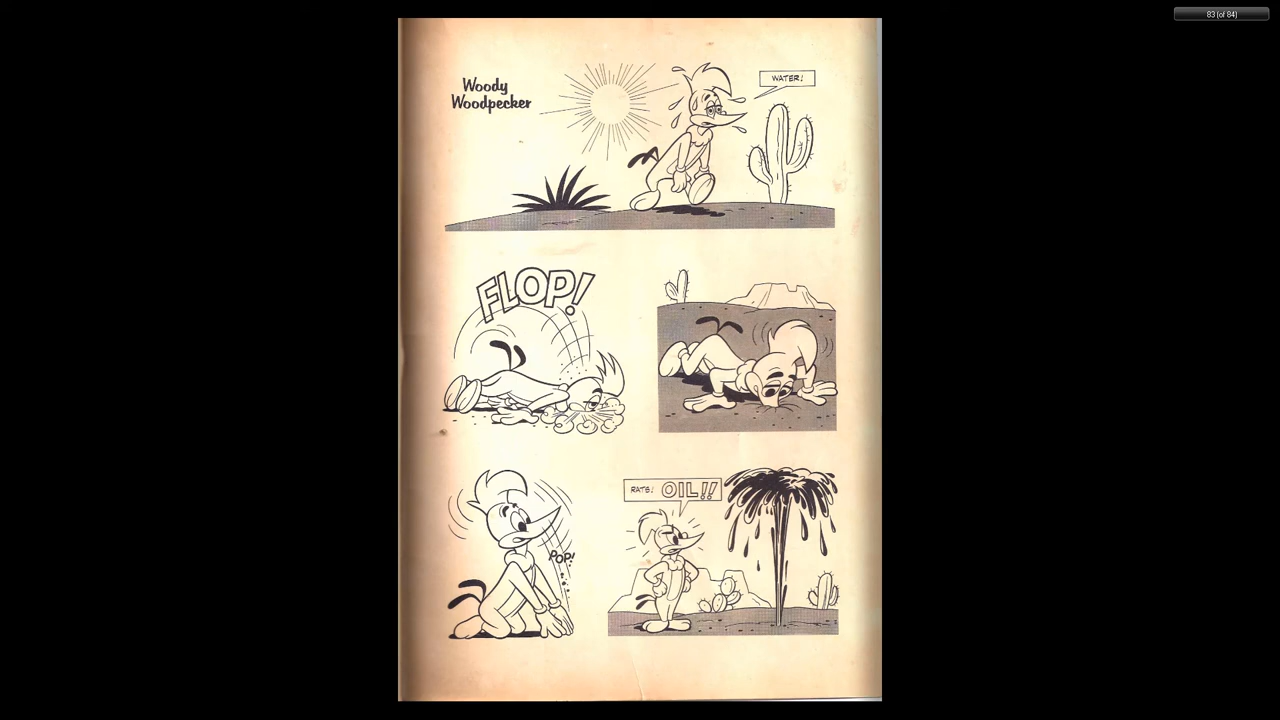 83 (of 84)
Woody
Woodpecker
WATER!
FLOP!
POP!
RATS! OIL!!